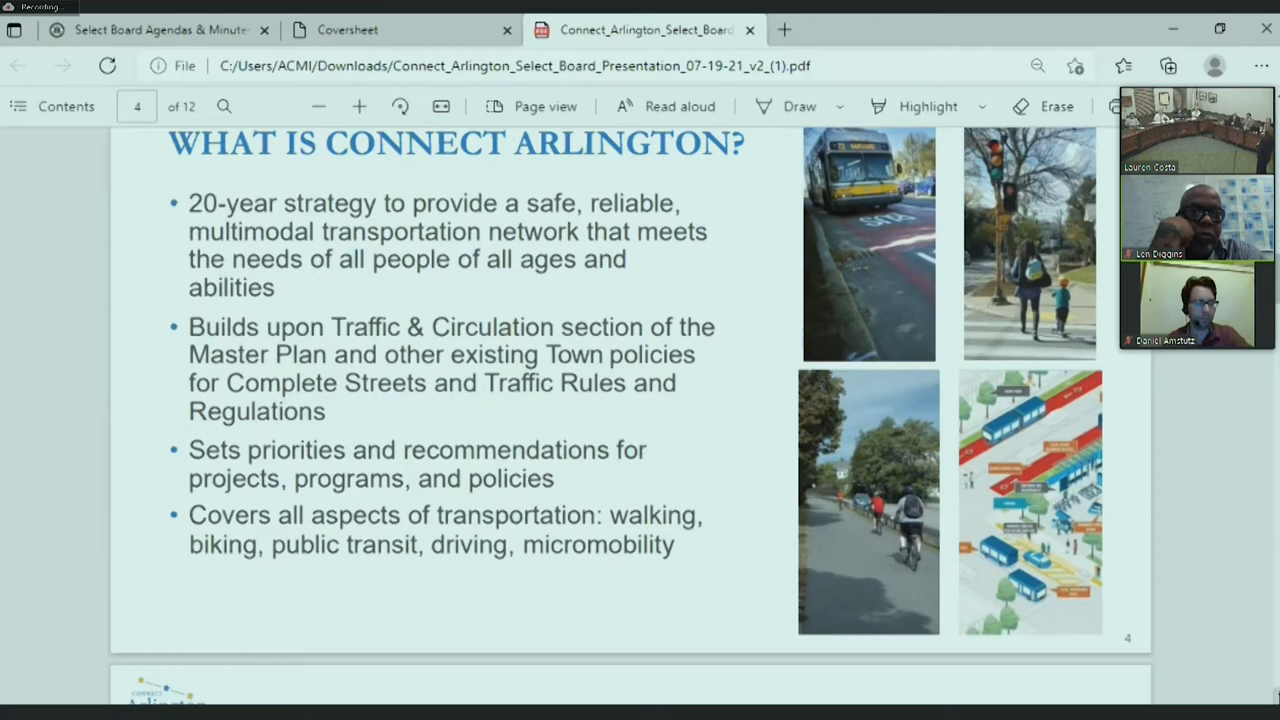 Recording...
Select Board Agendas & Minute
Coversheet
Connect_Arlington_Select_Board
File
C:/Users/ACMI/Downloads/Connect_Arlington_Select_Board_Presentation_07-19-21_v2_(1).pdf
Contents
4
of 12
Page view
Read aloud
Draw
Highlight
Erase
WHAT IS CONNECT ARLINGTON?
• 20-year strategy to provide a safe, reliable,
multimodal transportation network that meets
the needs of all people of all ages and
abilities
• Builds upon Traffic & Circulation section of the
Master Plan and other existing Town policies
for Complete Streets and Traffic Rules and
Regulations
• Sets priorities and recommendations for
projects, programs, and policies
• Covers all aspects of transportation: walking,
biking, public transit, driving, micromobility
4
Lauren Costa
Len Diggins
Daniel Amstutz
CONNECT
Arlington